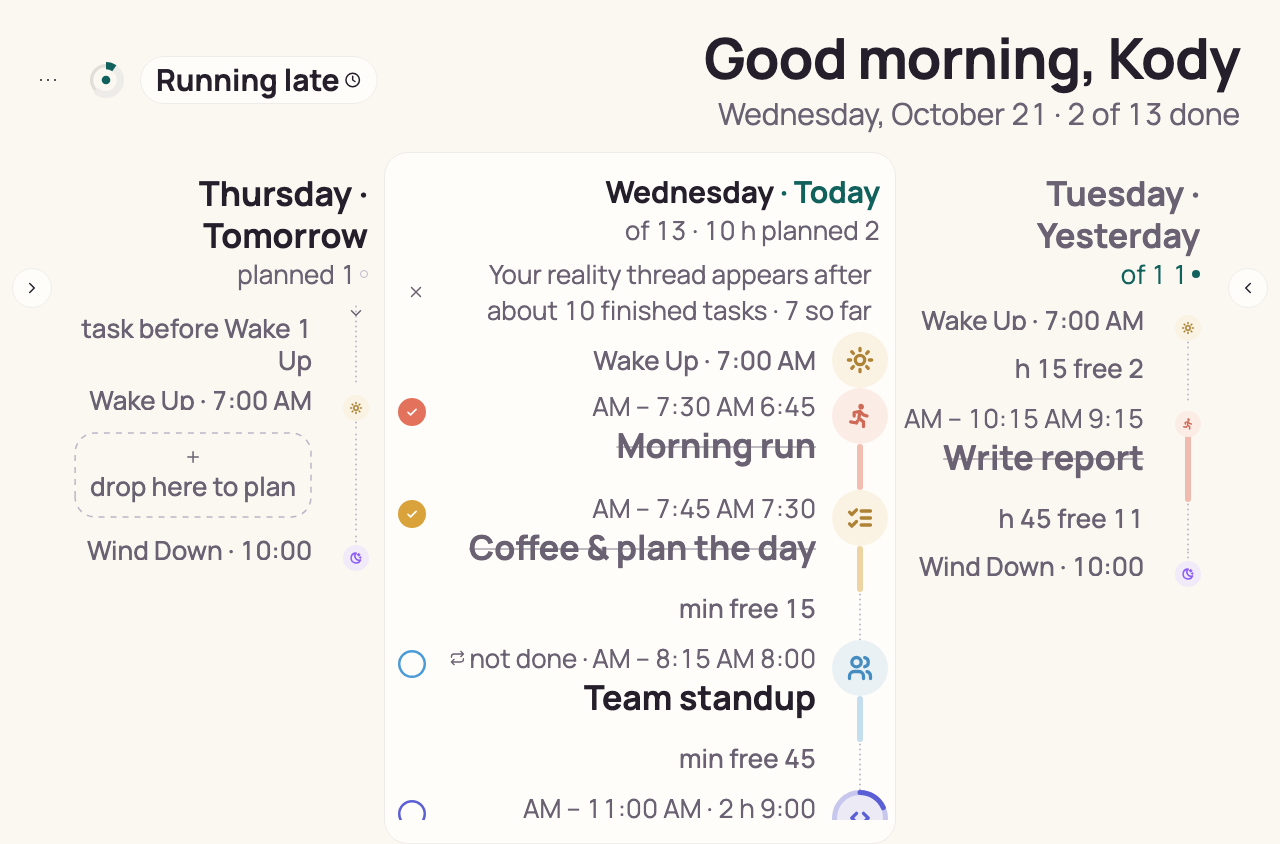 Good morning, Kody
Wednesday, October 21 · 2 of 13 done
Running late
Tuesday ·
Yesterday
of 1 1
Wake Up · 7:00 AM
h 15 free 2
AM – 10:15 AM 9:15
Write report
h 45 free 11
Wind Down · 10:00
Wednesday · Today
of 13 · 10 h planned 2
Your reality thread appears after
about 10 finished tasks · 7 so far
Wake Up · 7:00 AM
AM – 7:30 AM 6:45
Morning run
AM – 7:45 AM 7:30
Coffee & plan the day
min free 15
not done · AM – 8:15 AM 8:00
Team standup
min free 45
AM – 11:00 AM · 2 h 9:00
Thursday ·
Tomorrow
planned 1
task before Wake 1
Up
Wake Up · 7:00 AM
+
drop here to plan
Wind Down · 10:00